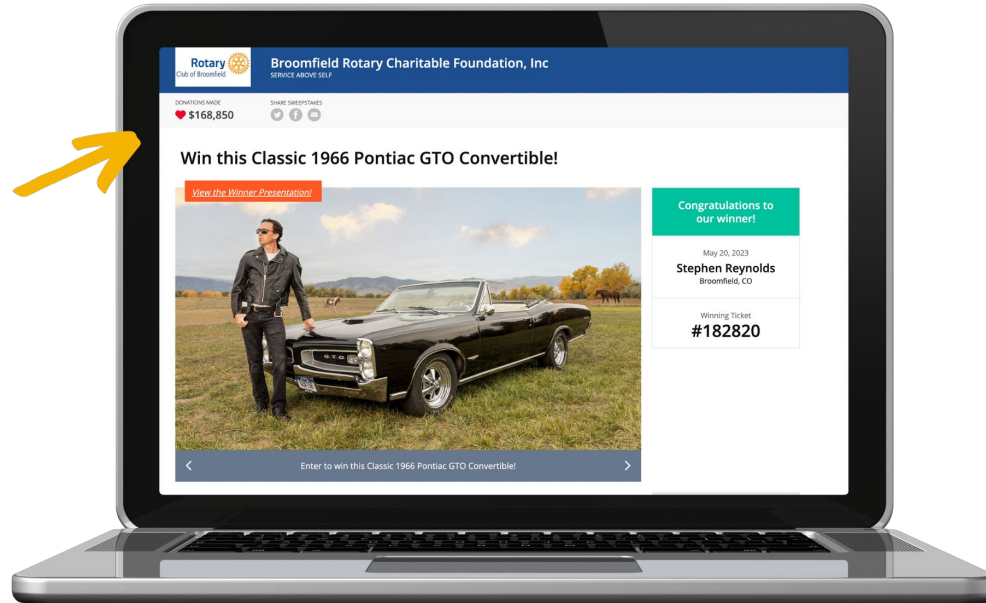 Rotary
Club of Broomfield
Broomfield Rotary Charitable Foundation, Inc
SERVICE ABOVE SELF
DONATIONS MADE
$168,850
SHARE SWEEPSTAKES
Win this Classic 1966 Pontiac GTO Convertible!
View the Winner Presentation!
GTO
Enter to win this Classic 1966 Pontiac GTO Convertible!
Congratulations to
our winner!
May 20, 2023
Stephen Reynolds
Broomfield, CO
Winning Ticket
#182820